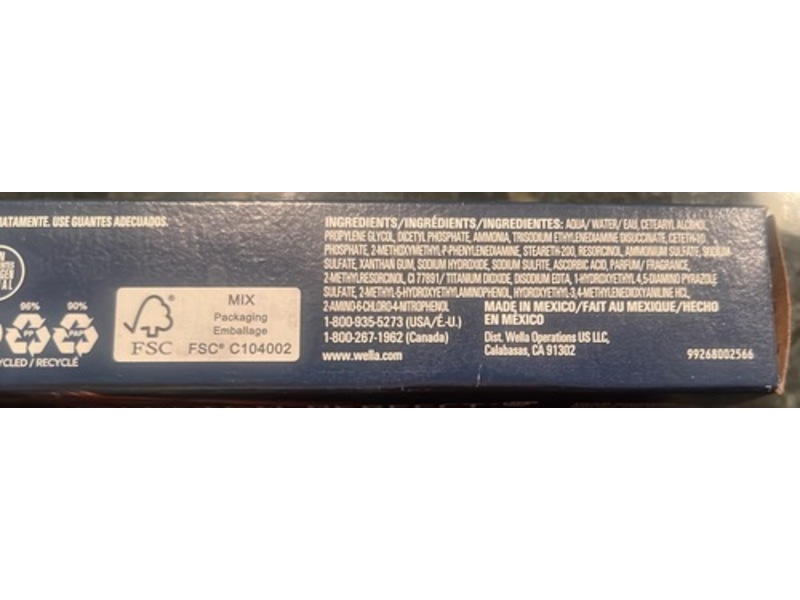 MATAMENTE. USE GUANTES ADECUADOS.
96%
90%
PAP
CYCLED / RECYCLÉ
FSC
MIX
Packaging
Emballage
FSC® C104002
INGREDIENTS/INGRÉDIENTS/INGREDIENTES: AQUA/ WATER/ EAU, CETEARYL ALCOHOL,
PROPYLENE GLYCOL, DICETYL PHOSPHATE, AMMONIA, TRISODIUM ETHYLENEDIAMINE DISUCCINATE, CETETH-10
PHOSPHATE, 2-METHOXYMETHYL-P-PHENYLENEDIAMINE, STEARETH-200, RESORCINOL, AMMONIUM SULFATE, SODIUM
SULFATE, XANTHAN GUM, SODIUM HYDROXIDE, SODIUM SULFITE, ASCORBIC ACID, PARFUM / FRAGRANCE,
2-METHYLRESORCINOL, CI 77891/ TITANIUM DIOXIDE, DISODIUM EDTA, 1-HYDROXYETHYL 4,5-DIAMINO PYRAZOLE
SULFATE, 2-METHYL-5-HYDROXYETHYLAMINOPHENOL, HYDROXYETHYL-3,4-METHYLENEDIOXYANILINE HCL,
2-AMINO-6-CHLORO-4-NITROPHENOL
1-800-935-5273 (USA/É.-U.)
1-800-267-1962 (Canada)
www.wella.com
MADE IN MEXICO/FAIT AU MEXIQUE/HECHO
EN MÉXICO
Dist. Wella Operations US LLC,
Calabasas, CA 91302
99268002566